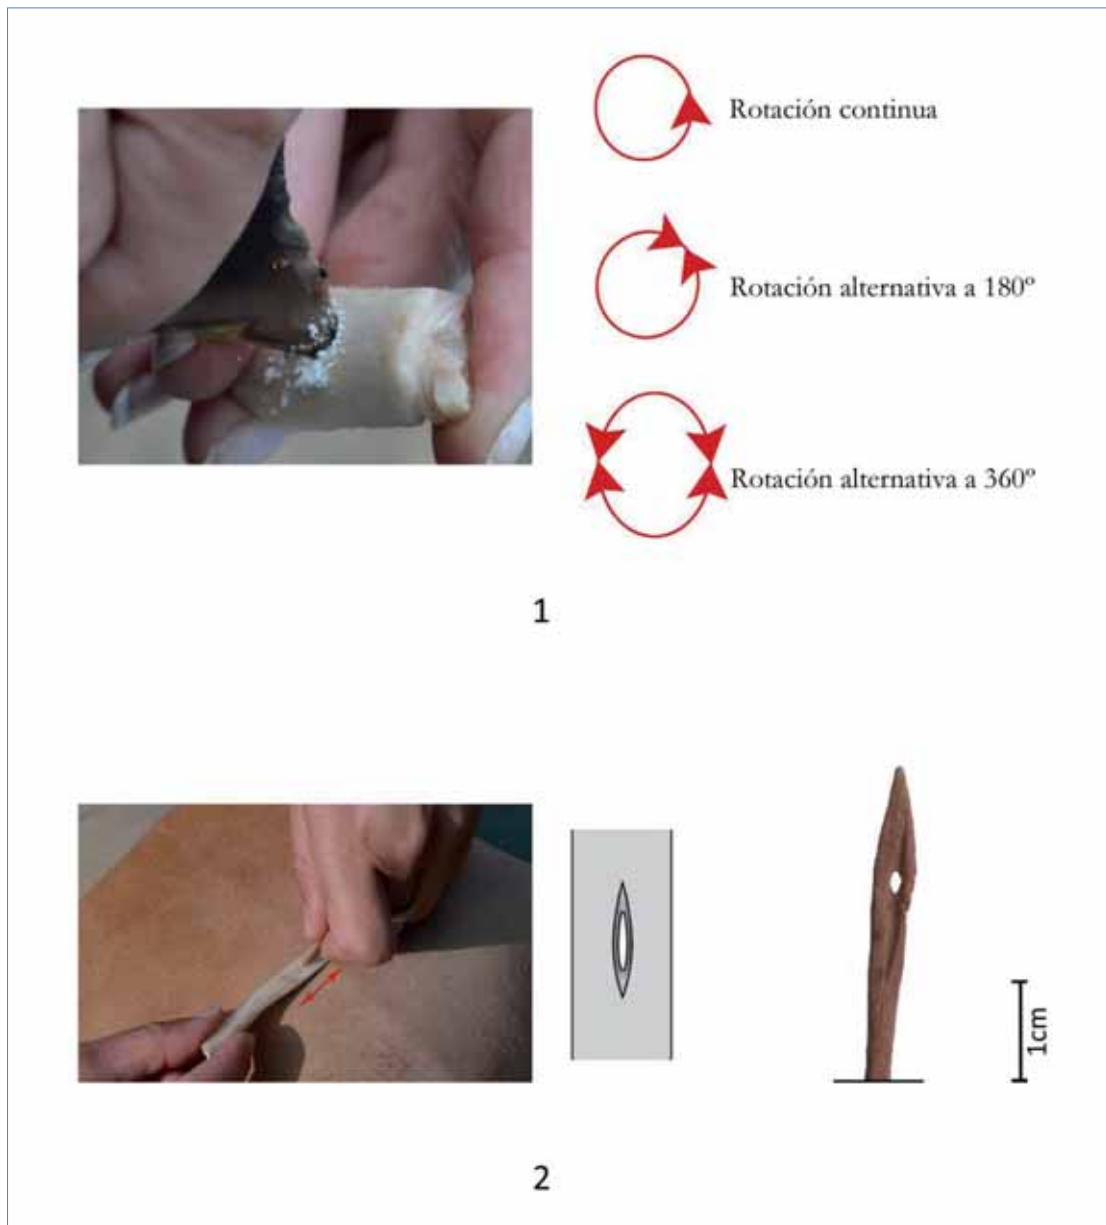 Rotación continua
Rotación alternativa a 180º
Rotación alternativa a 360º
1
1cm
2